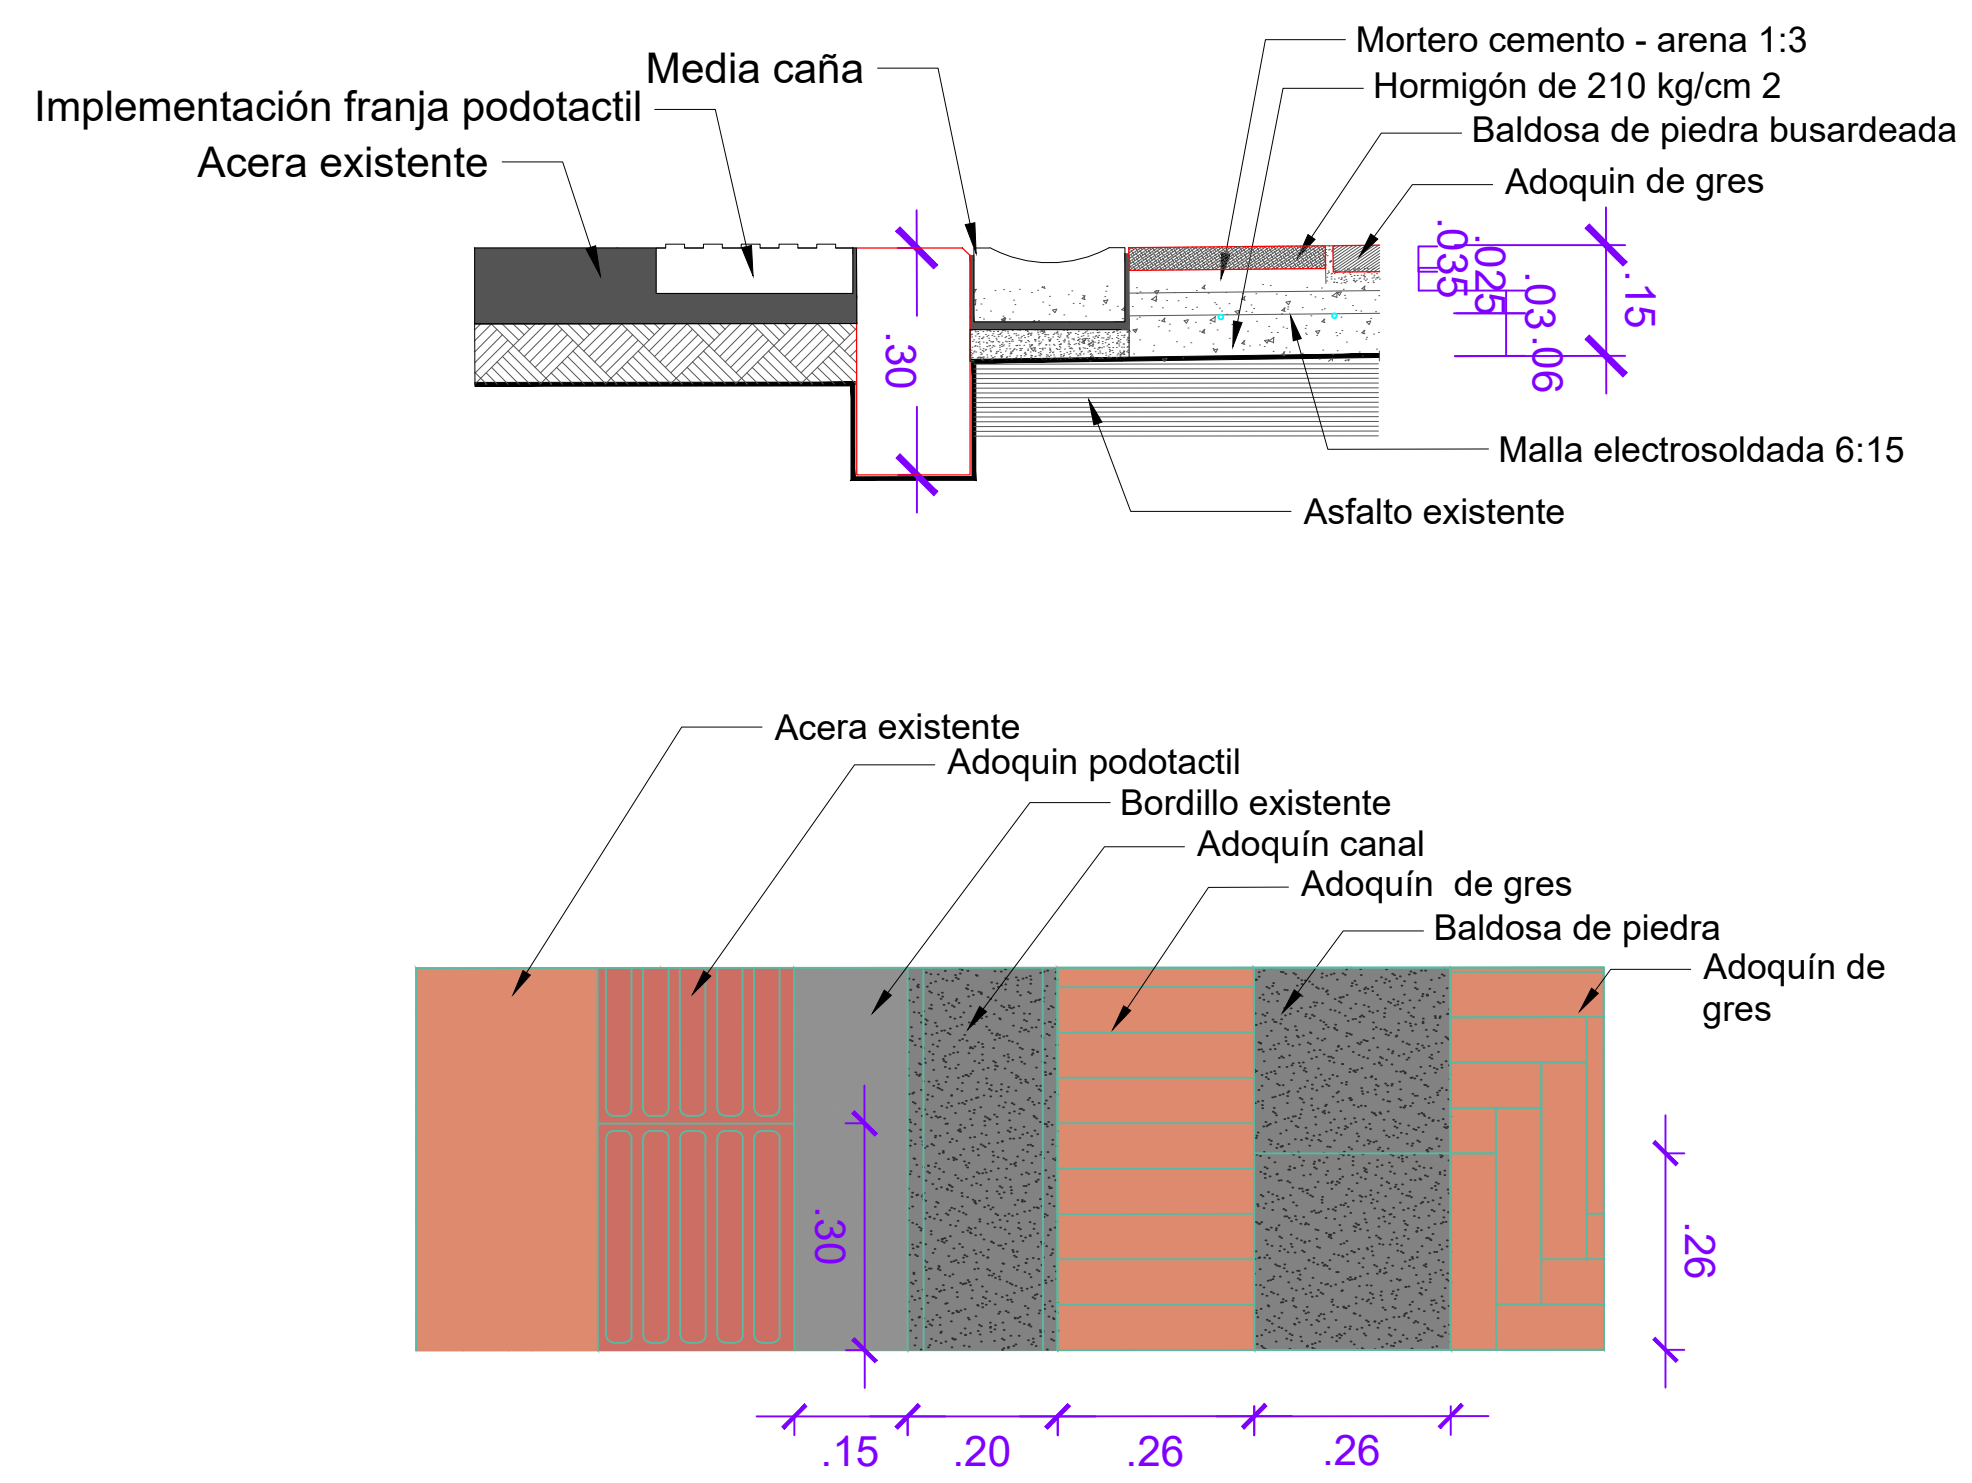 Mortero cemento - arena 1:3
Media caña
Hormigón de 210 kg/cm 2
Implementación franja podotactil
Baldosa de piedra busardeada
Acera existente
Adoquin de gres
.035
.025
.03
.06
.15
.30
Malla electrosoldada 6:15
Asfalto existente
Acera existente
Adoquin podotactil
Bordillo existente
Adoquín canal
Adoquín de gres
Baldosa de piedra
Adoquín de
gres
.30
.26
.15
.20
.26
.26